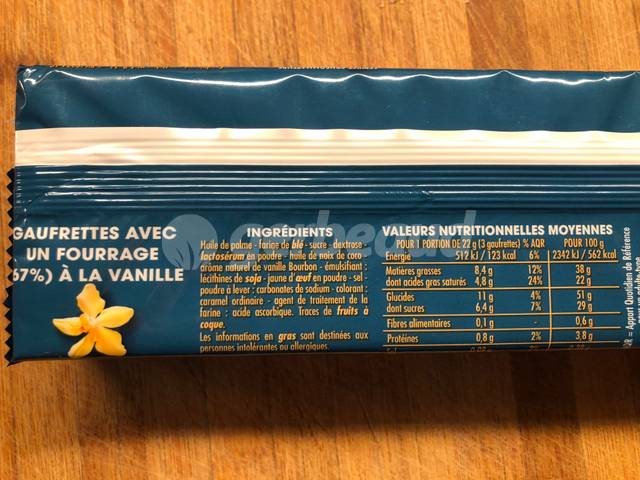 GAUFRETTES AVEC
UN FOURRAGE
67%) À LA VANILLE
INGRÉDIENTS
Huile de palme - farine de blé - sucre - dextrose -
lactosérum en poudre - huile de noix de coco -
arôme naturel de vanille Bourbon - émulsifiant :
lécithines de soja - jaune d'œuf en poudre - sel -
poudre à lever : carbonates de sodium - colorant :
caramel ordinaire - agent de traitement de la
farine : acide ascorbique. Traces de fruits à
coque.
Les informations en gras sont destinées aux
personnes intolérantes ou allergiques.
VALEURS NUTRITIONNELLES MOYENNES
POUR 1 PORTION DE 22 g (3 gaufrettes) % AQR POUR 100 g
Energie 512 kJ / 123 kcal 6% 2342 kJ / 562 kcal
Matières grasses 8,4 g 12% 38 g
dont acides gras saturés 4,8 g 24% 22 g
Glucides 11 g 4% 51 g
dont sucres 6,4 g 7% 29 g
Fibres alimentaires 0,1 g - 0,6 g
Protéines 0,8 g 2% 3,8 g
= Apport Quotidien de Référence